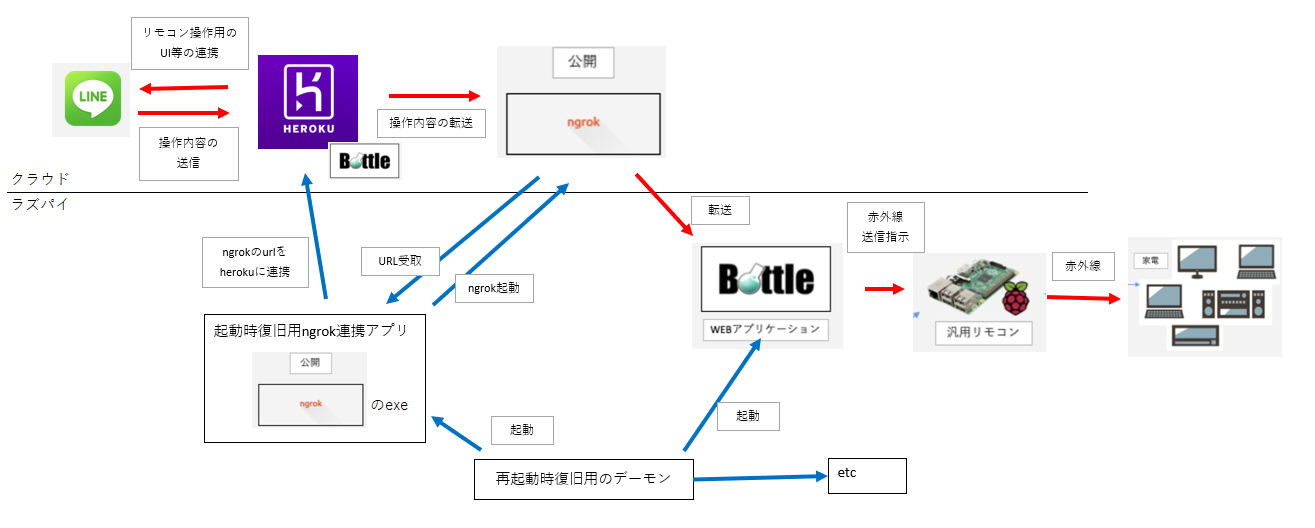 リモコン操作用の
UI等の連携
LINE
操作内容の
送信
HEROKU
Bottle
操作内容の転送
公開
ngrok
クラウド
ラズパイ
転送
ngrokのurlを
herokuに連携
URL受取
ngrok起動
Bottle
WEBアプリケーション
赤外線
送信指示
汎用リモコン
赤外線
家電
起動時復旧用ngrok連携アプリ
公開
ngrok
のexe
起動
起動
再起動時復旧用のデーモン
etc